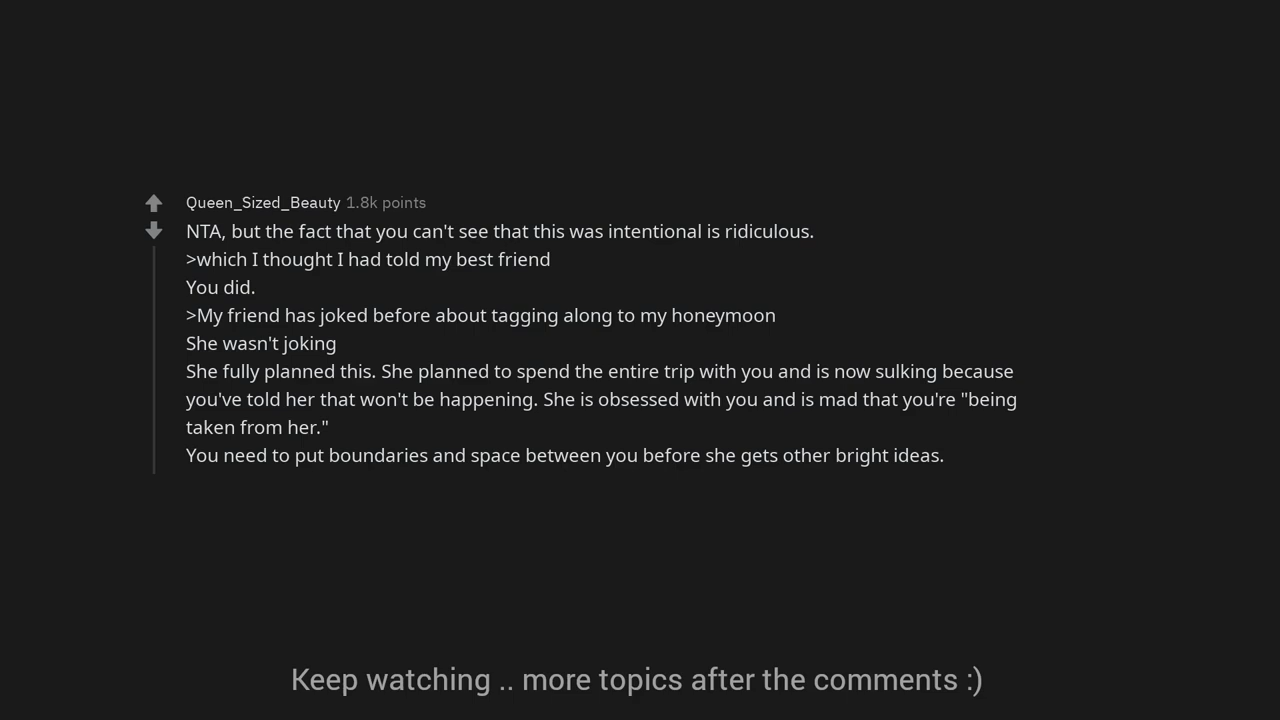 Queen_Sized_Beauty 1.8k points
NTA, but the fact that you can't see that this was intentional is ridiculous.
>which I thought I had told my best friend
You did.
>My friend has joked before about tagging along to my honeymoon
She wasn't joking
She fully planned this. She planned to spend the entire trip with you and is now sulking because
you've told her that won't be happening. She is obsessed with you and is mad that you're "being
taken from her."
You need to put boundaries and space between you before she gets other bright ideas.
Keep watching .. more topics after the comments :)